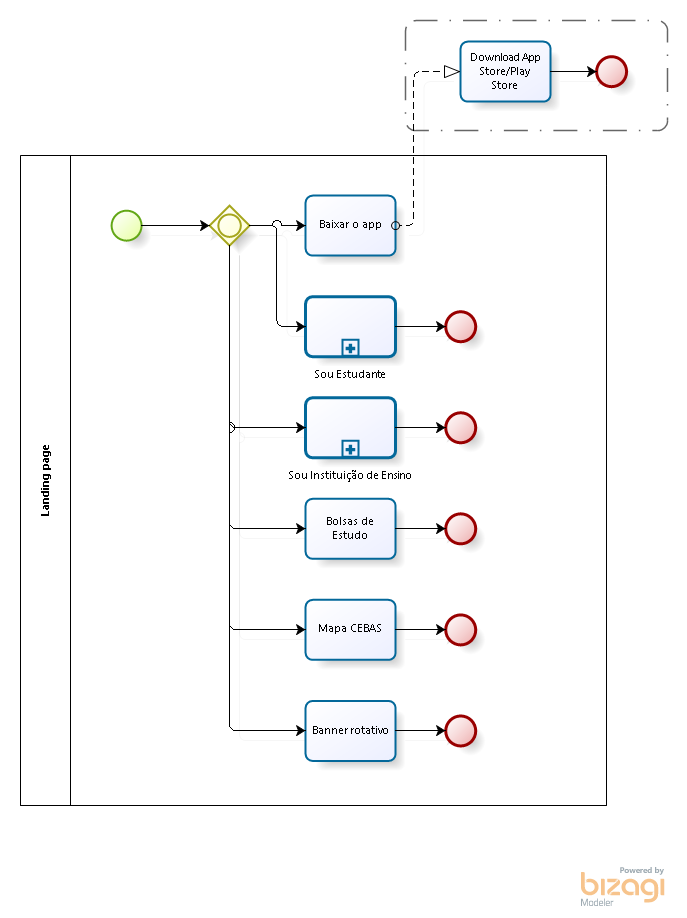 Download App
Store/Play
Store
Landing page
Baixar o app
Sou Estudante
Sou Instituição de Ensino
Bolsas de
Estudo
Mapa CEBAS
Banner rotativo
Powered by
bizagi
Modeler